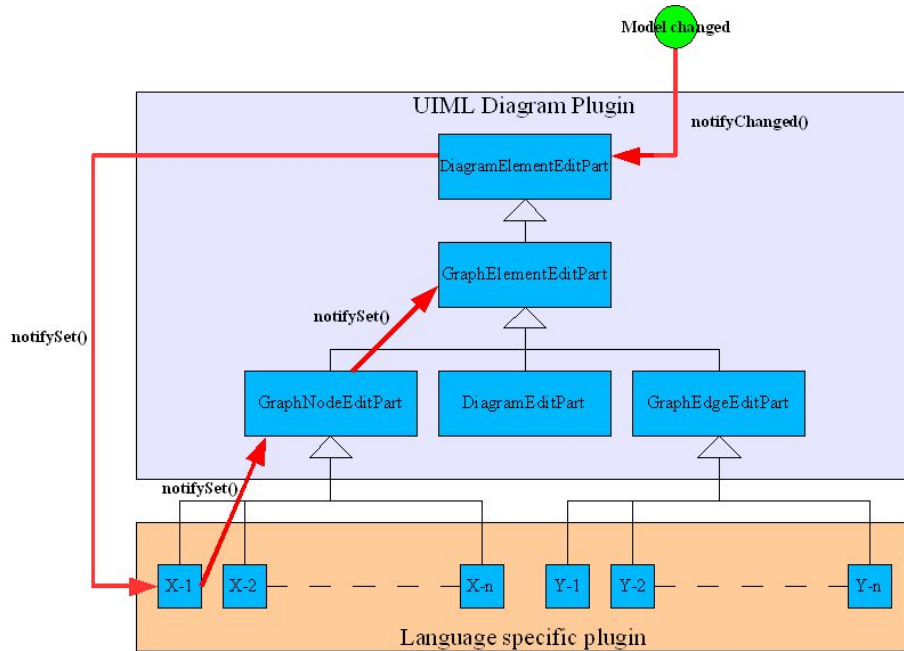 Model changed
UIML Diagram Plugin
notifyChanged()
DiagramElementEditPart
GraphElementEditPart
notifySet()
notifySet()
GraphNodeEditPart
DiagramEditPart
GraphEdgeEditPart
notifySet()
X-1
X-2
X-n
Y-1
Y-2
Y-n
Language specific plugin